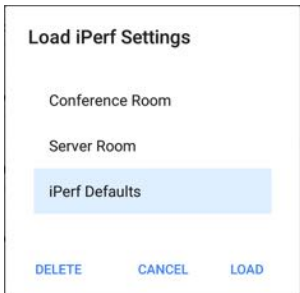 Load iPerf Settings
Conference Room
Server Room
iPerf Defaults
DELETE CANCEL LOAD